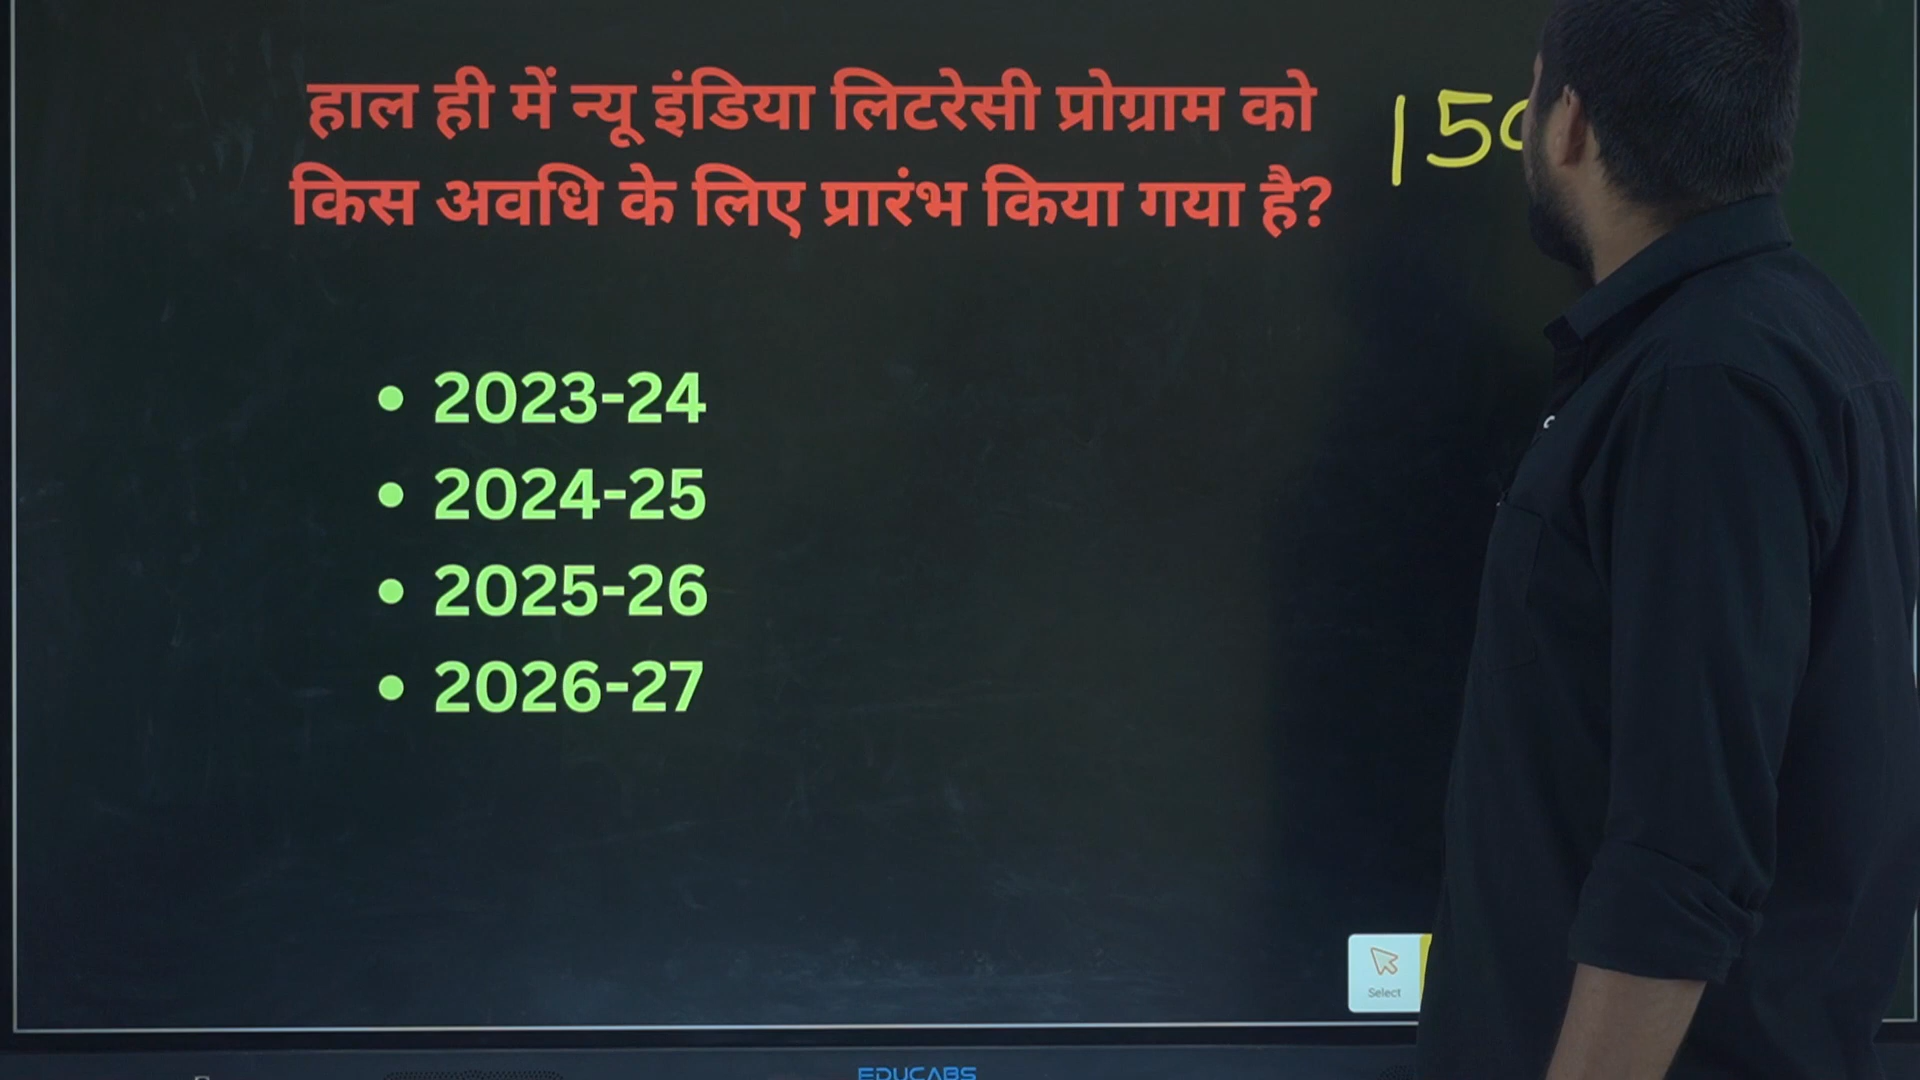 हाल ही में न्यू इंडिया लिटरेसी प्रोग्राम को
किस अवधि के लिए प्रारंभ किया गया है?
15
• 2023-24
• 2024-25
• 2025-26
• 2026-27
Select
EDUCABS